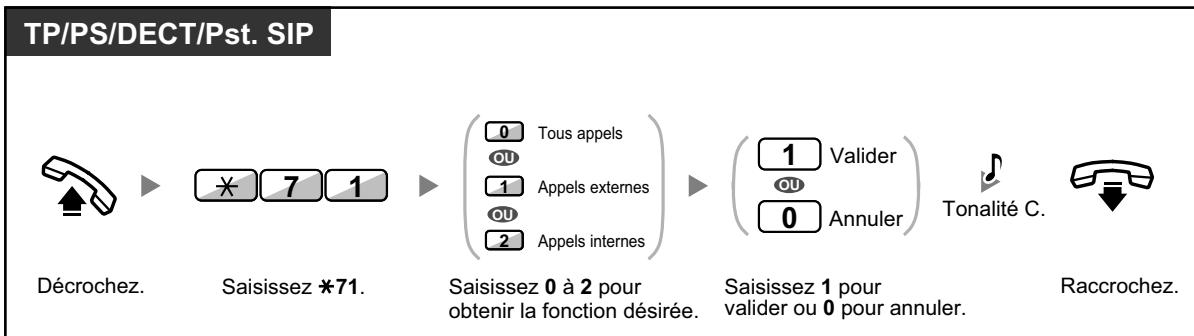 TP/PS/DECT/Pst. SIP
0 Tous appels
OU
1 Appels externes
OU
2 Appels internes
* 7 1
1 Valider
OU
0 Annuler
Tonalité C.
Décrochez.
Saisissez *71.
Saisissez 0 à 2 pour
obtenir la fonction désirée.
Saisissez 1 pour
valider ou 0 pour annuler.
Raccrochez.